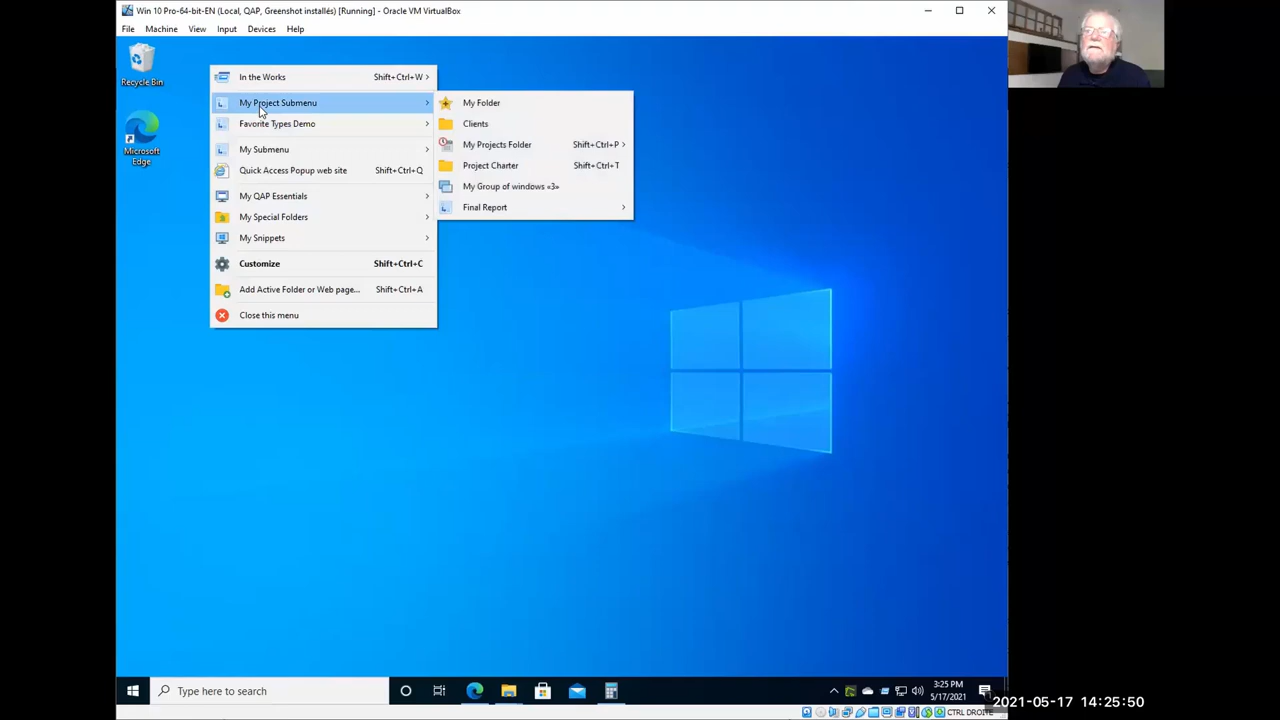 Win 10 Pro-64-bit-EN (Local, QAP, Greenshot installés) [Running] - Oracle VM VirtualBox
File Machine View Input Devices Help
Recycle Bin
Microsoft
Edge
In the Works Shift+Ctrl+W
My Project Submenu
Favorite Types Demo
My Submenu
Quick Access Popup web site Shift+Ctrl+Q
My QAP Essentials
My Special Folders
My Snippets
Customize Shift+Ctrl+C
Add Active Folder or Web page... Shift+Ctrl+A
Close this menu
My Folder
Clients
My Projects Folder Shift+Ctrl+P
Project Charter Shift+Ctrl+T
My Group of windows «3»
Final Report
Type here to search
3:25 PM
5/17/2021
CTRL DROITE
2021-05-17 14:25:50